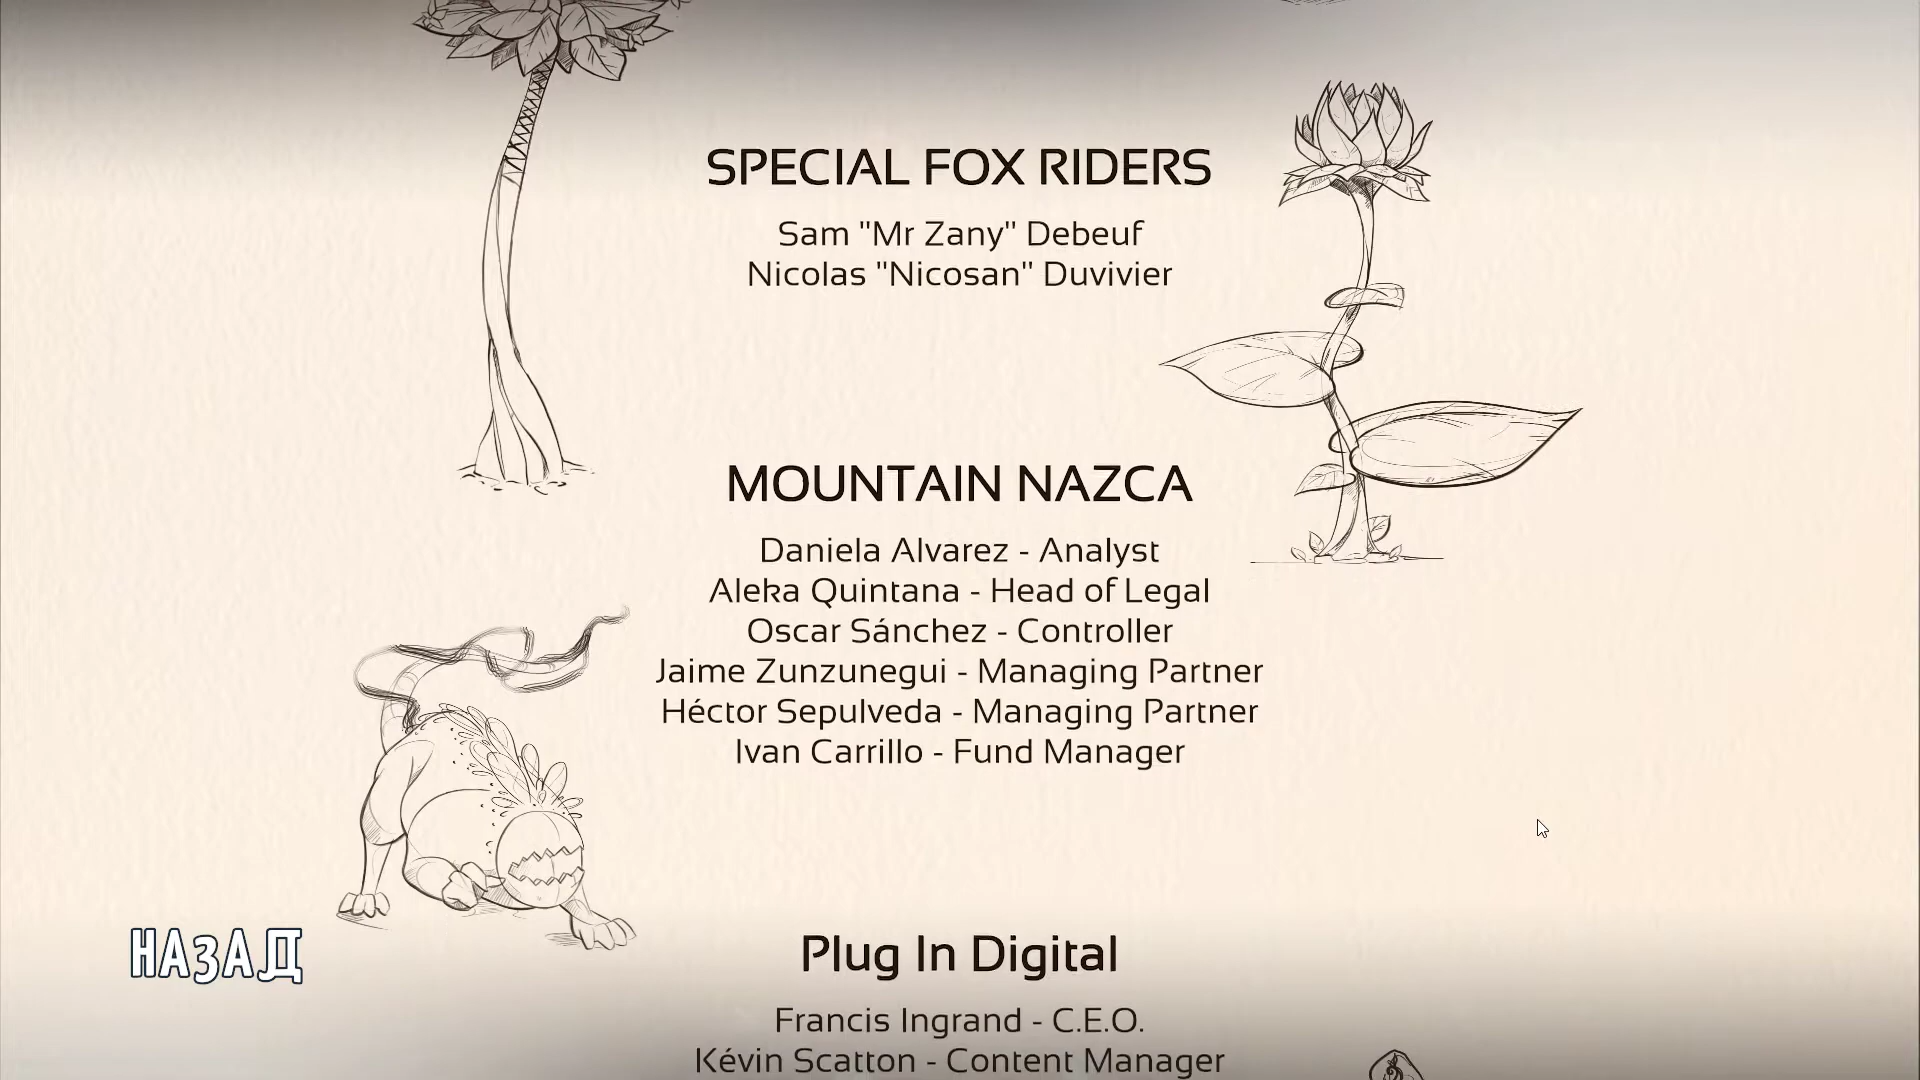 SPECIAL FOX RIDERS
Sam "Mr Zany" Debeuf
Nicolas "Nicosan" Duvivier
MOUNTAIN NAZCA
Daniela Alvarez - Analyst
Aleka Quintana - Head of Legal
Oscar Sánchez - Controller
Jaime Zunzunegui - Managing Partner
Héctor Sepulveda - Managing Partner
Ivan Carrillo - Fund Manager
НАЗАД
Plug In Digital
Francis Ingrand - C.E.O.
Kévin Scatton - Content Manager